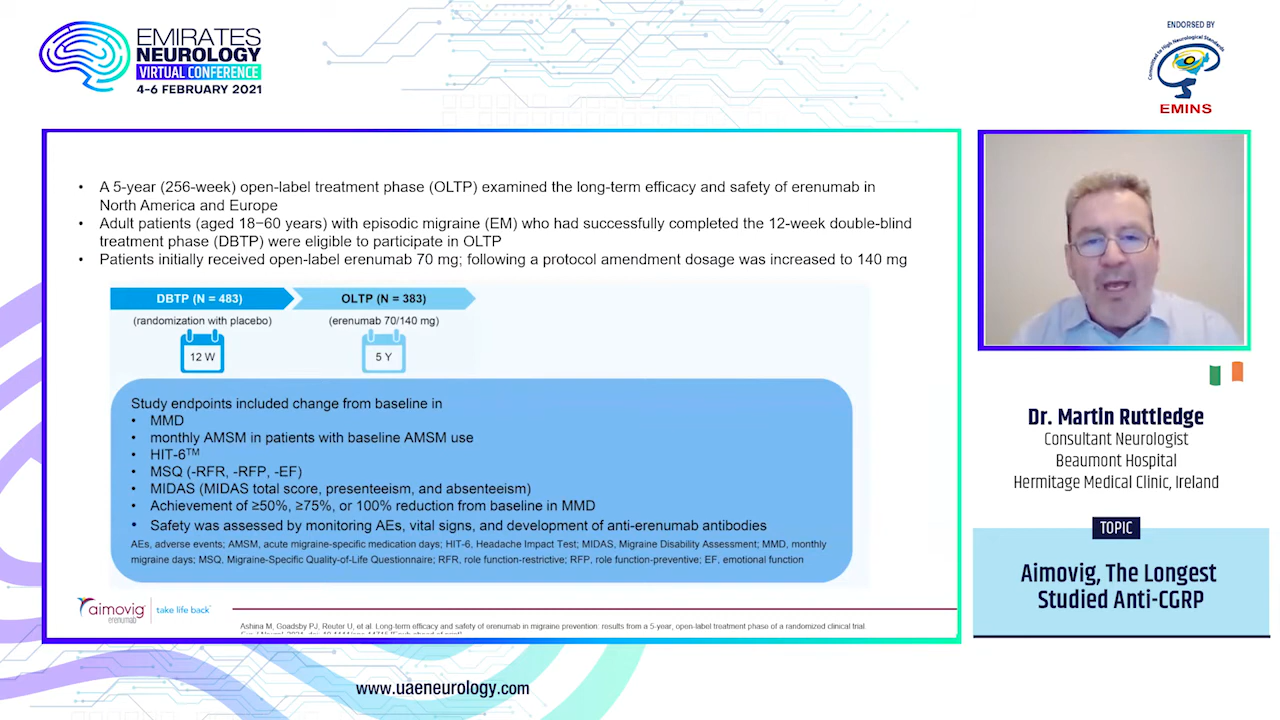 EMIRATES
NEUROLOGY
VIRTUAL CONFERENCE
4-6 FEBRUARY 2021
ENDORSED BY
Committed to High Neurological Standards
EMINS
• A 5-year (256-week) open-label treatment phase (OLTP) examined the long-term efficacy and safety of erenumab in
North America and Europe
• Adult patients (aged 18−60 years) with episodic migraine (EM) who had successfully completed the 12-week double-blind
treatment phase (DBTP) were eligible to participate in OLTP
• Patients initially received open-label erenumab 70 mg; following a protocol amendment dosage was increased to 140 mg
DBTP (N = 483)
OLTP (N = 383)
(randomization with placebo)
(erenumab 70/140 mg)
12 W
5 Y
Study endpoints included change from baseline in
• MMD
• monthly AMSM in patients with baseline AMSM use
• HIT-6™
• MSQ (-RFR, -RFP, -EF)
• MIDAS (MIDAS total score, presenteeism, and absenteeism)
• Achievement of ≥50%, ≥75%, or 100% reduction from baseline in MMD
• Safety was assessed by monitoring AEs, vital signs, and development of anti-erenumab antibodies
AEs, adverse events; AMSM, acute migraine-specific medication days; HIT-6, Headache Impact Test; MIDAS, Migraine Disability Assessment; MMD, monthly
migraine days; MSQ, Migraine-Specific Quality-of-Life Questionnaire; RFR, role function-restrictive; RFP, role function-preventive; EF, emotional function
aimovig
erenumab
take life back
Ashina M, Goadsby PJ, Reuter U, et al. Long-term efficacy and safety of erenumab in migraine prevention: results from a 5-year, open-label treatment phase of a randomized clinical trial.
Dr. Martin Ruttledge
Consultant Neurologist
Beaumont Hospital
Hermitage Medical Clinic, Ireland
TOPIC
Aimovig, The Longest
Studied Anti-CGRP
www.uaeneurology.com